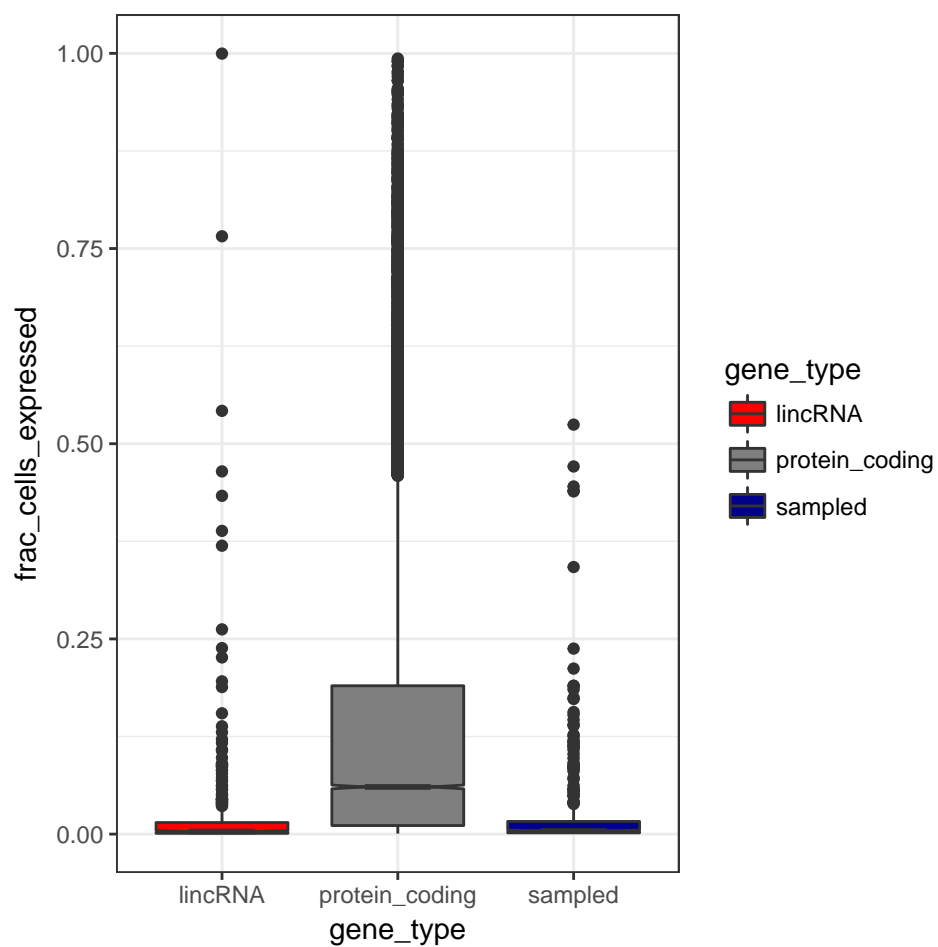 1.00
0.75
0.50
0.25
0.00
frac_cells_expressed
lincRNA
protein_coding
sampled
gene_type
gene_type
lincRNA
protein_coding
sampled